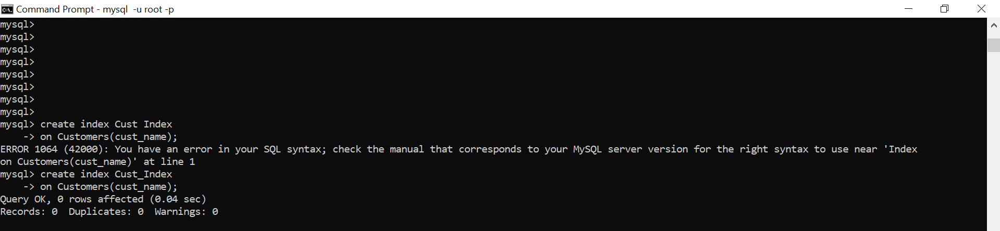 Command Prompt - mysql  -u root -p
mysql>
mysql>
mysql>
mysql>
mysql>
mysql>
mysql>
mysql>
mysql> create index Cust Index
    -> on Customers(cust_name);
ERROR 1064 (42000): You have an error in your SQL syntax; check the manual that corresponds to your MySQL server version for the right syntax to use near 'Index
on Customers(cust_name)' at line 1
mysql> create index Cust_Index
    -> on Customers(cust_name);
Query OK, 0 rows affected (0.04 sec)
Records: 0  Duplicates: 0  Warnings: 0